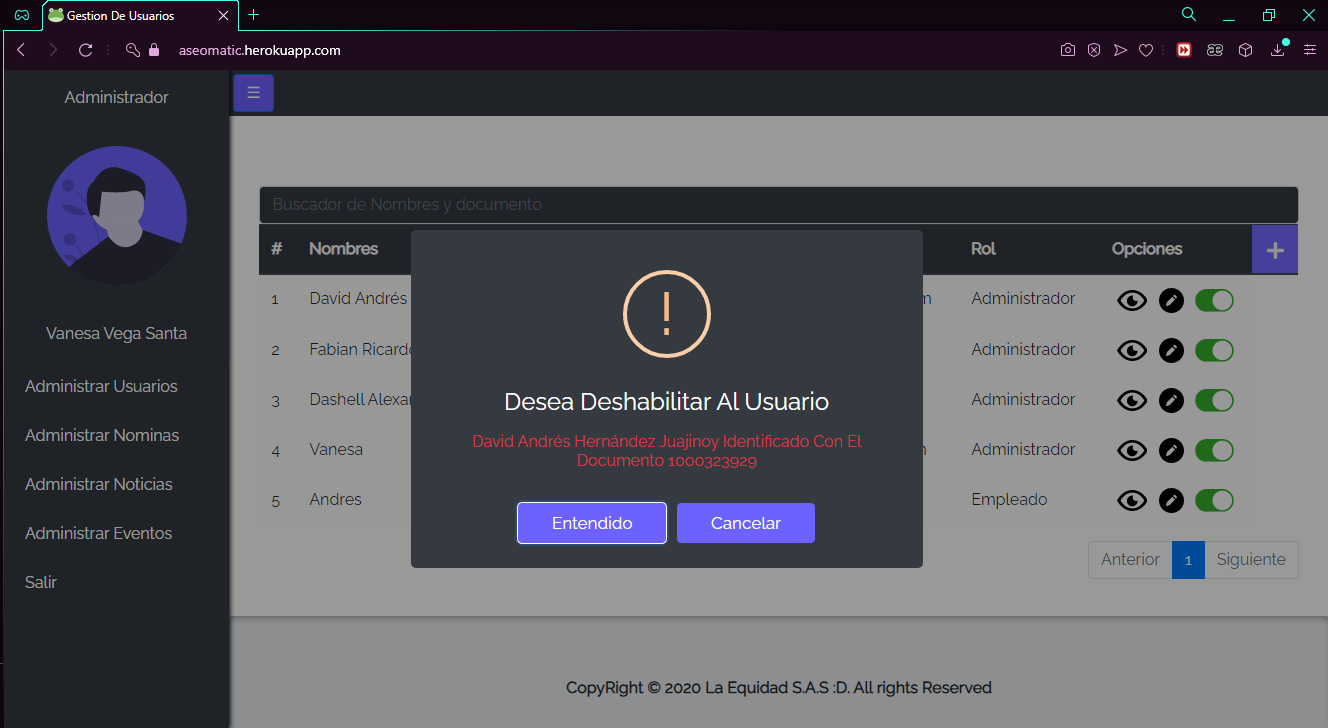 Gestion De Usuarios
aseomatic.herokuapp.com
Administrador
Vanesa Vega Santa
Administrar Usuarios
Administrar Nominas
Administrar Noticias
Administrar Eventos
Salir
Buscador de Nombres y documento
# Nombres Rol Opciones
1 David Andrés m Administrador
2 Fabian Ricardo Administrador
3 Dashell Alexa Administrador
4 Vanesa Administrador
5 Andres Empleado
Desea Deshabilitar Al Usuario
David Andrés Hernández Juajinoy Identificado Con El
Documento 1000323929
Entendido Cancelar
Anterior 1 Siguiente
CopyRight © 2020 La Equidad S.A.S :D. All rights Reserved